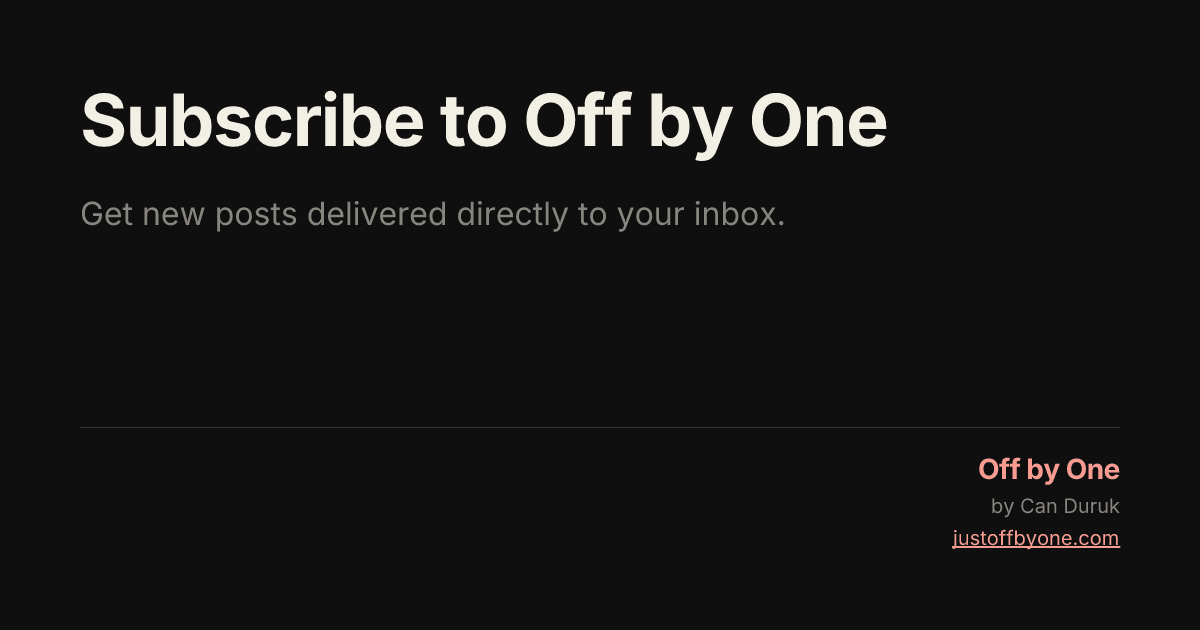 Subscribe to Off by One
Get new posts delivered directly to your inbox.
Off by One
by Can Duruk
justoffbyone.com